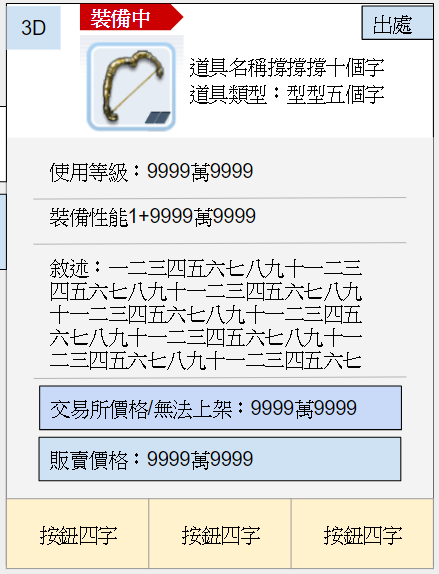 3D
裝備中
出處
道具名稱撐撐撐十個字
道具類型：型型五個字
使用等級：9999萬9999
裝備性能1+9999萬9999
敘述：一二三四五六七八九十一二三
四五六七八九十一二三四五六七八九
十一二三四五六七八九十一二三四五
六七八九十一二三四五六七八九十一
二三四五六七八九十一二三四五六七
交易所價格/無法上架：9999萬9999
販賣價格：9999萬9999
按鈕四字
按鈕四字
按鈕四字